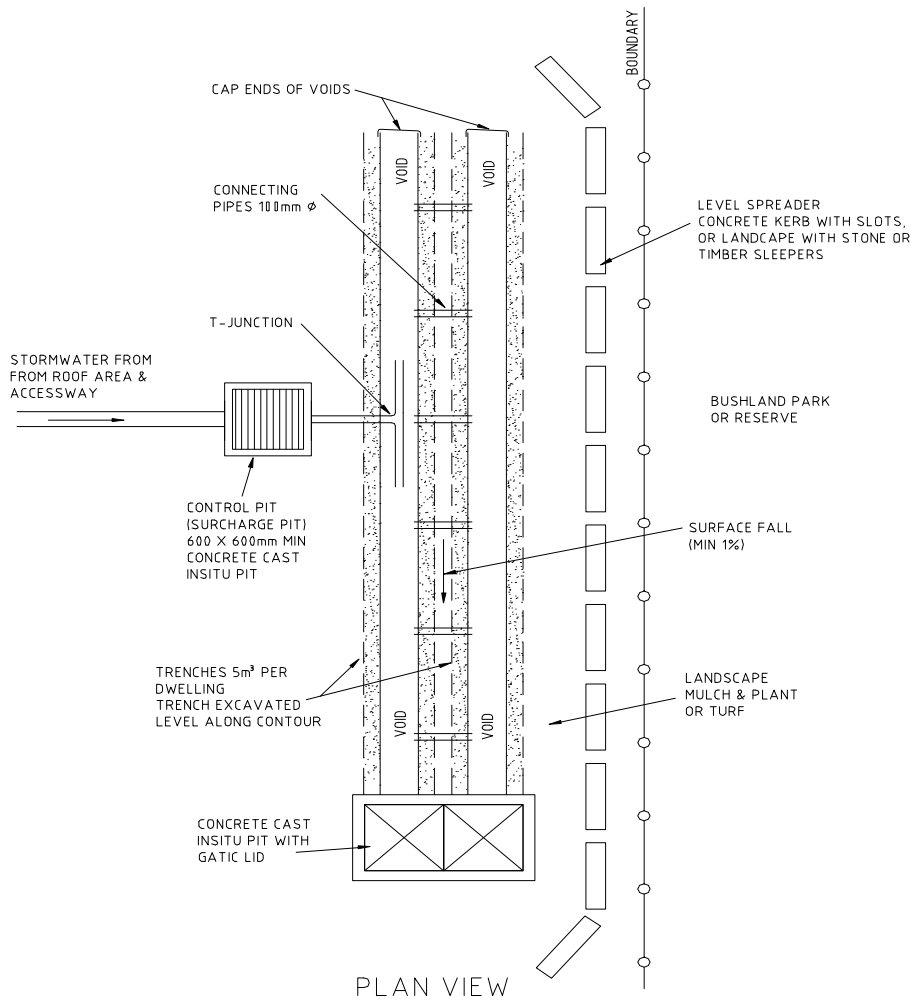 BOUNDARY
CAP ENDS OF VOIDS
VOID
VOID
CONNECTING
PIPES 100mm ϕ
LEVEL SPREADER
CONCRETE KERB WITH SLOTS,
OR LANDCAPE WITH STONE OR
TIMBER SLEEPERS
T-JUNCTION
STORMWATER FROM
FROM ROOF AREA &
ACCESSWAY
BUSHLAND PARK
OR RESERVE
CONTROL PIT
(SURCHARGE PIT)
600 X 600mm MIN
CONCRETE CAST
INSITU PIT
SURFACE FALL
(MIN 1%)
TRENCHES 5m³ PER
DWELLING
TRENCH EXCAVATED
LEVEL ALONG CONTOUR
VOID
VOID
LANDSCAPE
MULCH & PLANT
OR TURF
CONCRETE CAST
INSITU PIT WITH
GATIC LID
PLAN VIEW